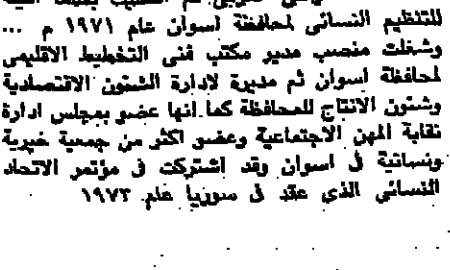 للتنظيم النسائى لمحافظة اسوان عام ١٩٧١ م ...
وشغلت منصب مدير مكتب فنى التخطيط الاقليمى
لمحافظة اسوان ثم مديرة لادارة الشئون الاقتصادية
وشئون الانتاج للمحافظة كما انها عضو بمجلس ادارة
نقابة المهن الاجتماعية وعضو اكثر من جمعية خيرية
ونسائية فى اسوان وقد اشتركت فى مؤتمر الاتحاد
النسائي الذي عقد فى سوريا عام ١٩٧٣